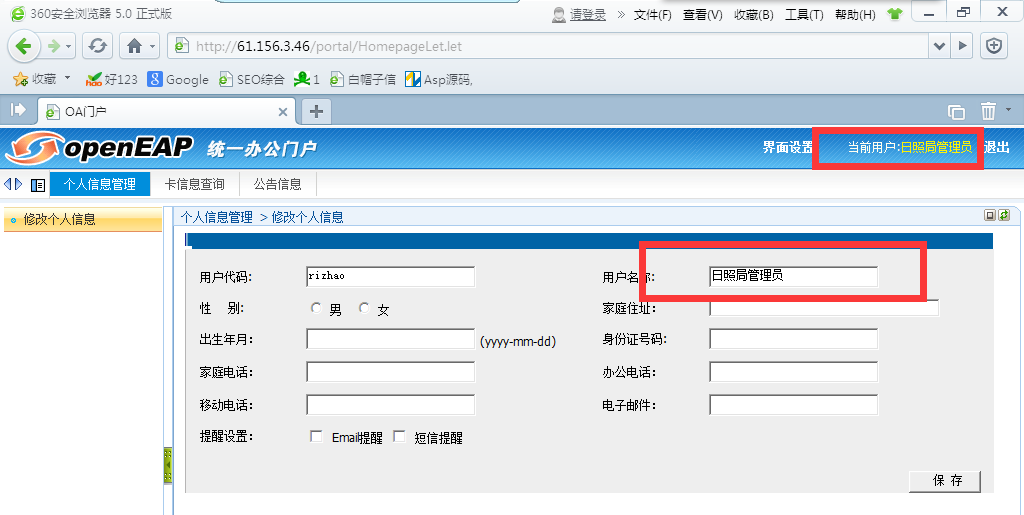 360安全浏览器 5.0 正式版 请登录 » 文件(F) 查看(V) 收藏(B) 工具(T) 帮助(H)
http://61.156.3.46/portal/HomepageLet.let
收藏 好123 Google SEO综合 1 白帽子信 Asp源码,
OA门户
openEAP 统一办公门户 界面设置 当前用户:日照局管理员 退出
个人信息管理 卡信息查询 公告信息
修改个人信息 个人信息管理 > 修改个人信息
用户代码: rizhao 用户名称: 日照局管理员
性 别: 男 女 家庭住址:
出生年月: (yyyy-mm-dd) 身份证号码:
家庭电话: 办公电话:
移动电话: 电子邮件:
提醒设置: Email提醒 短信提醒
保 存